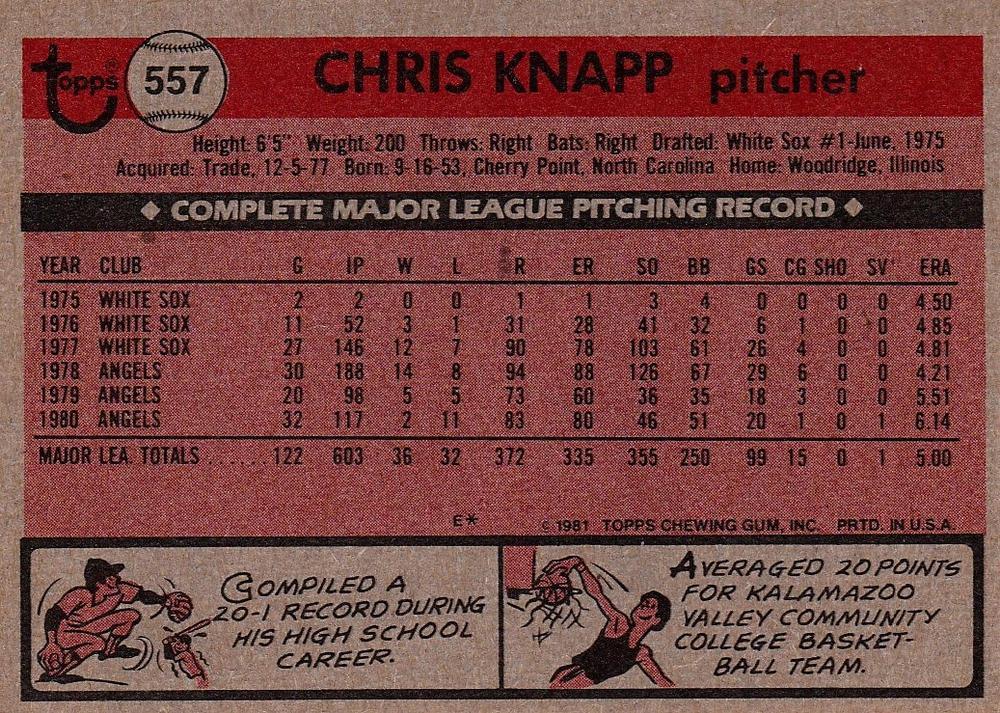 topps® 557 CHRIS KNAPP pitcher
Height: 6'5" Weight: 200 Throws: Right Bats: Right Drafted: White Sox #1-June, 1975
Acquired: Trade, 12-5-77 Born: 9-16-53, Cherry Point, North Carolina Home: Woodridge, Illinois
◆ COMPLETE MAJOR LEAGUE PITCHING RECORD ◆
YEAR CLUB G IP W L R ER SO BB GS CG SHO SV ERA
1975 WHITE SOX 2 2 0 0 1 1 3 4 0 0 0 0 4.50
1976 WHITE SOX 11 52 3 1 31 28 41 32 6 1 0 0 4.85
1977 WHITE SOX 27 146 12 7 90 78 103 61 26 4 0 0 4.81
1978 ANGELS 30 188 14 8 94 88 126 67 29 6 0 0 4.21
1979 ANGELS 20 98 5 5 73 60 36 35 18 3 0 0 5.51
1980 ANGELS 32 117 2 11 83 80 46 51 20 1 0 1 6.14
MAJOR LEA. TOTALS ...... 122 603 36 32 372 335 355 250 99 15 0 1 5.00
E* © 1981 TOPPS CHEWING GUM, INC. PRTD. IN U.S.A.
COMPILED A
20-1 RECORD DURING
HIS HIGH SCHOOL
CAREER.
AVERAGED 20 POINTS
FOR KALAMAZOO
VALLEY COMMUNITY
COLLEGE BASKET-
BALL TEAM.